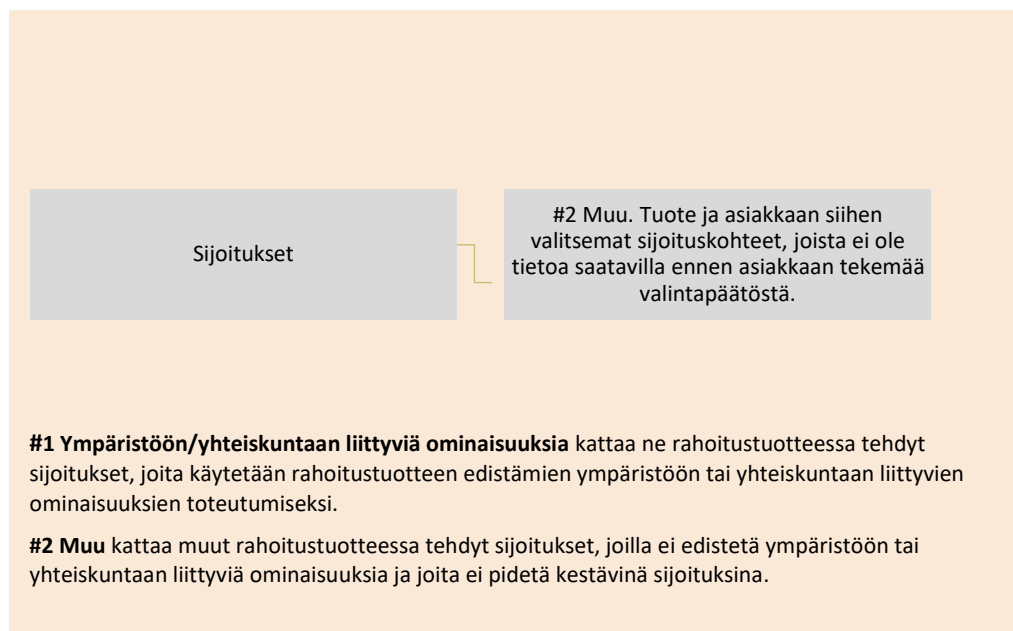 Sijoitukset
#2 Muu. Tuote ja asiakkaan siihen
valitsemat sijoituskohteet, joista ei ole
tietoa saatavilla ennen asiakkaan tekemää
valintapäätöstä.
#1 Ympäristöön/yhteiskuntaan liittyviä ominaisuuksia kattaa ne rahoitustuotteessa tehdyt
sijoitukset, joita käytetään rahoitustuotteen edistämien ympäristöön tai yhteiskuntaan liittyvien
ominaisuuksien toteutumiseksi.
#2 Muu kattaa muut rahoitustuotteessa tehdyt sijoitukset, joilla ei edistetä ympäristöön tai
yhteiskuntaan liittyviä ominaisuuksia ja joita ei pidetä kestävinä sijoituksina.